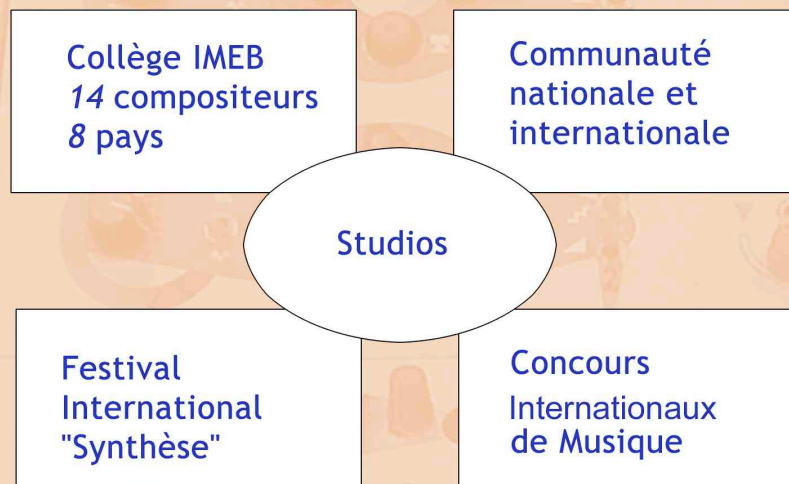 Collège IMEB
14 compositeurs
8 pays
Communauté
nationale et
internationale
Studios
Festival
International
"Synthèse"
Concours
Internationaux
de Musique